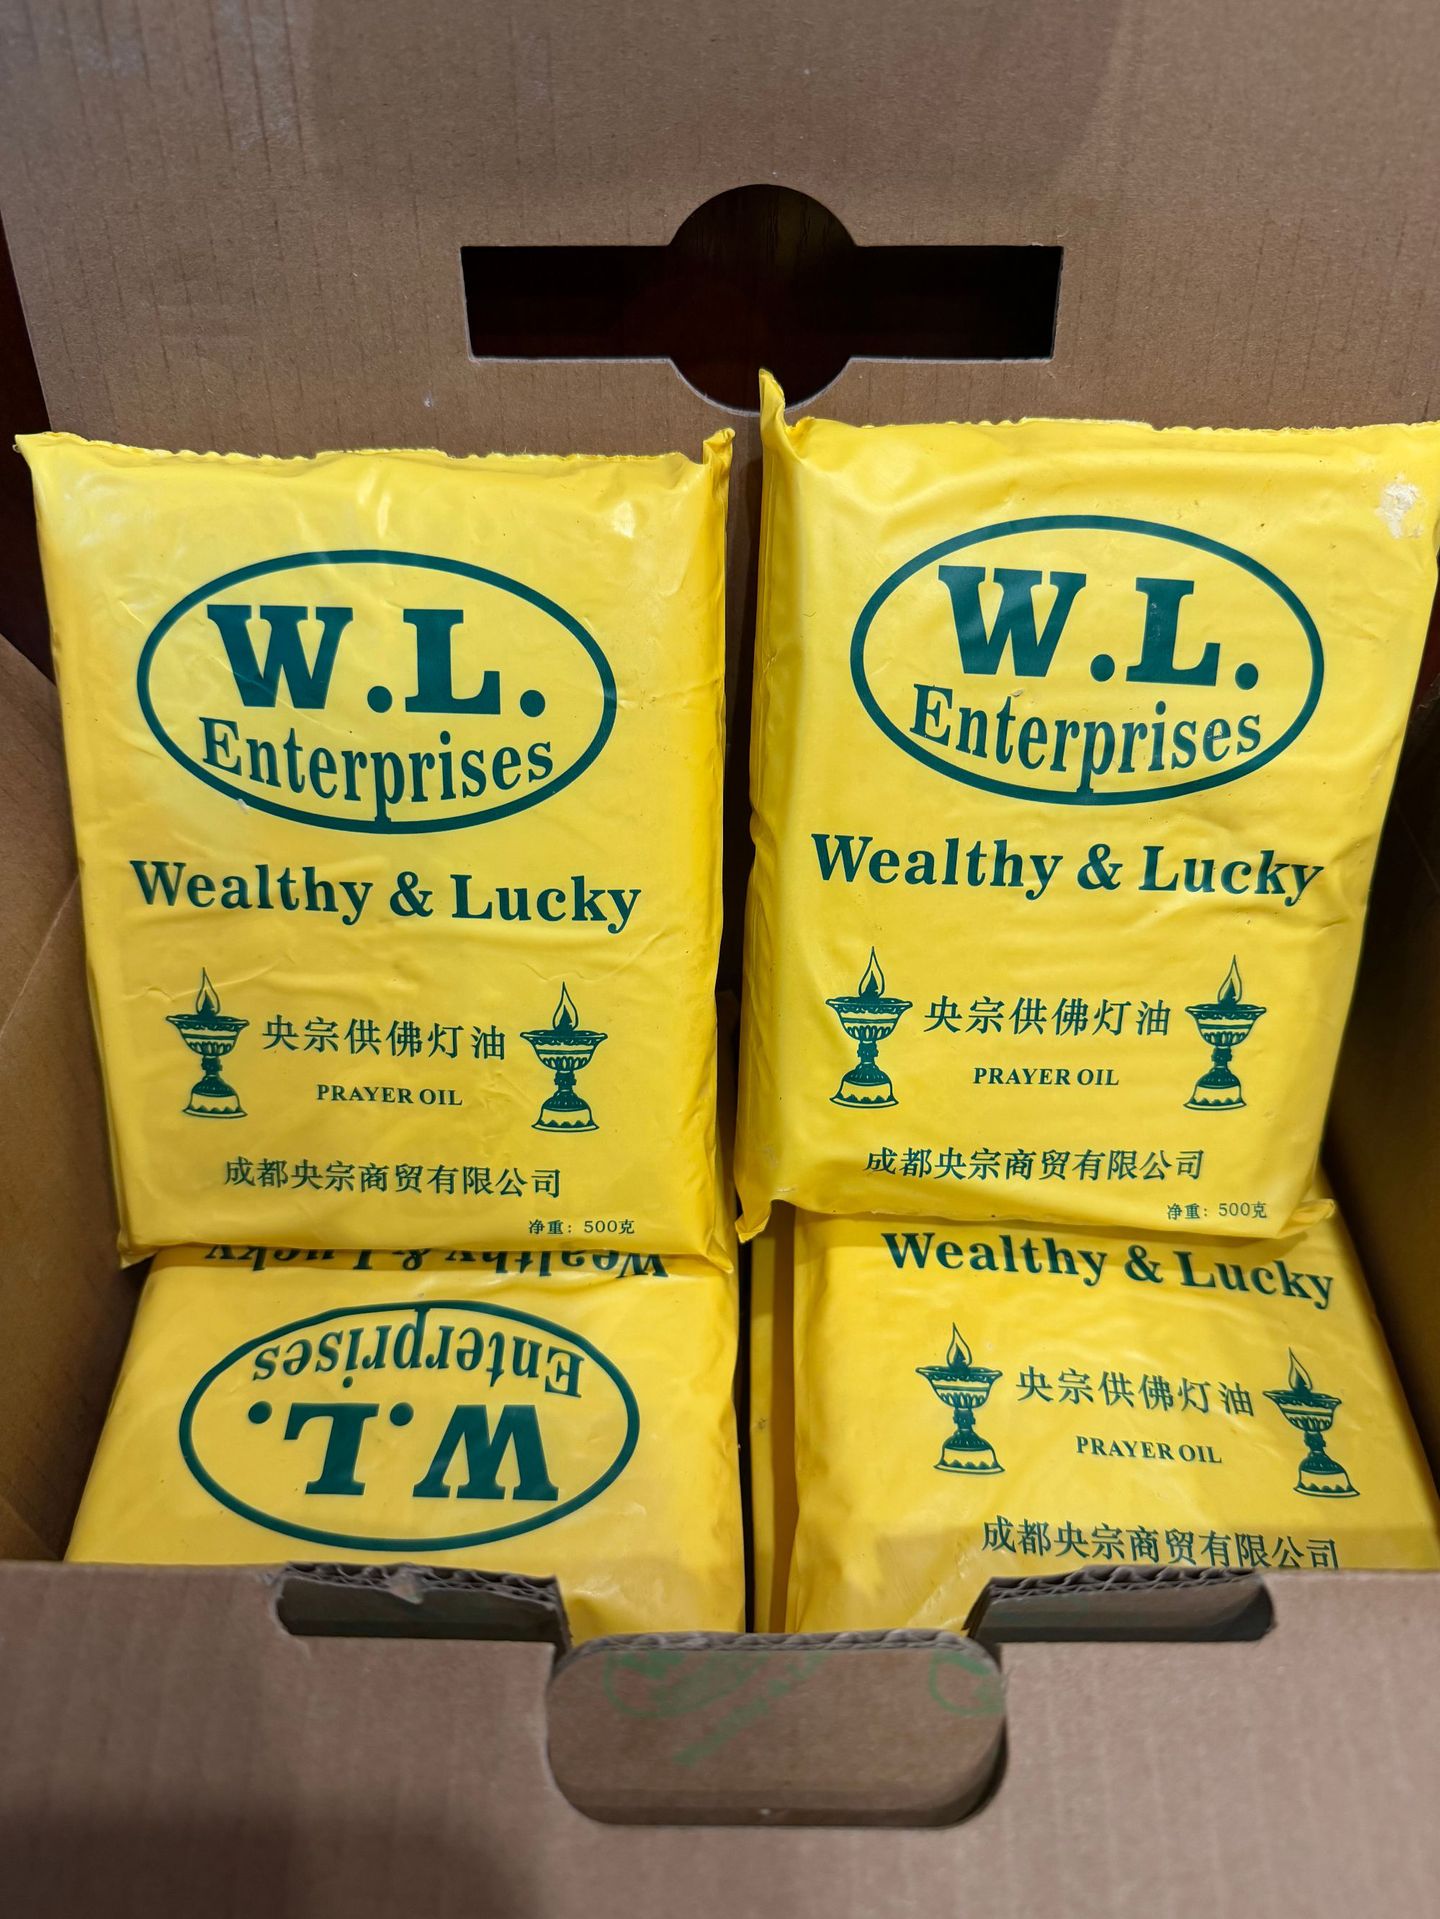 W.L.
Enterprises
Wealthy & Lucky
央宗供佛灯油
PRAYER OIL
成都央宗商贸有限公司
净重：500克
W.L.
Enterprises
Wealthy & Lucky
央宗供佛灯油
PRAYER OIL
成都央宗商贸有限公司
净重：500克
Wealthy & Lucky
Enterprises
W.L.
Wealthy & Lucky
央宗供佛灯油
PRAYER OIL
成都央宗商贸有限公司